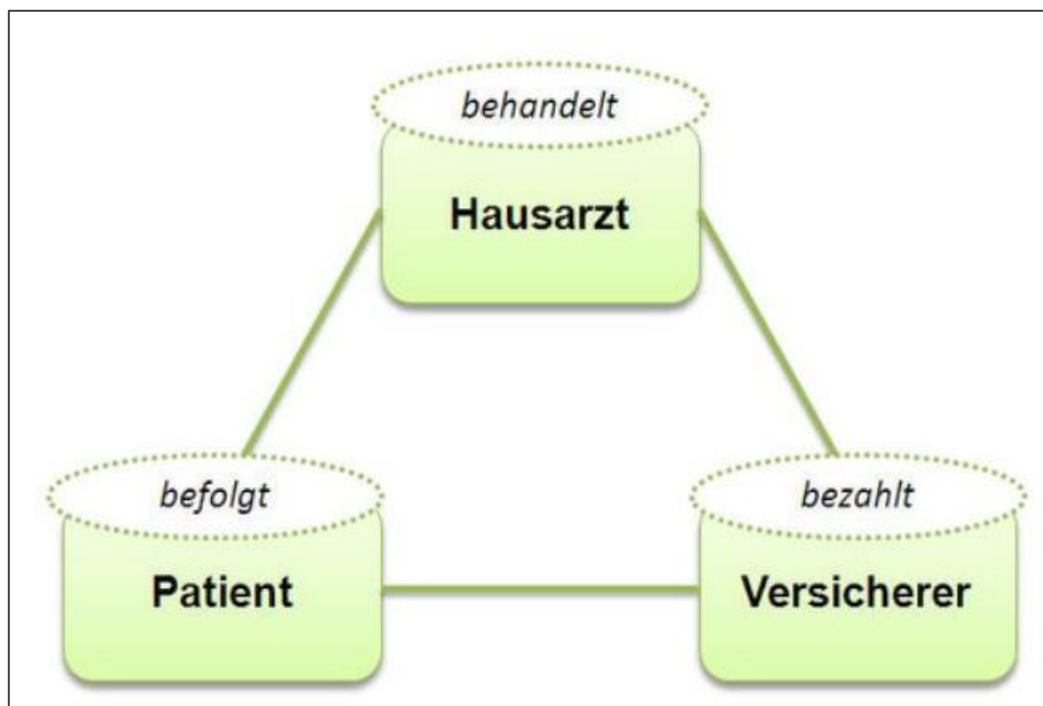 behandelt
Hausarzt
befolgt
Patient
bezahlt
Versicherer